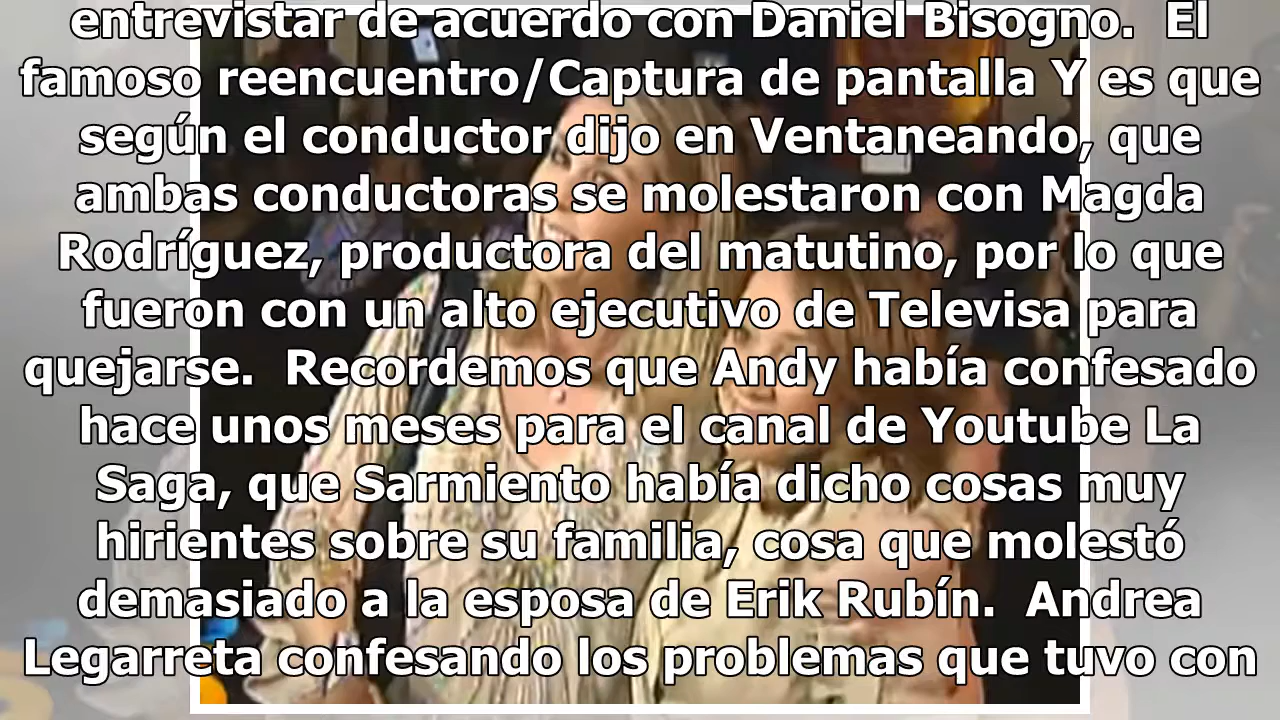 entrevistar de acuerdo con Daniel Bisogno. El
famoso reencuentro/Captura de pantalla Y es que
según el conductor dijo en Ventaneando, que
ambas conductoras se molestaron con Magda
Rodríguez, productora del matutino, por lo que
fueron con un alto ejecutivo de Televisa para
quejarse. Recordemos que Andy había confesado
hace unos meses para el canal de Youtube La
Saga, que Sarmiento había dicho cosas muy
hirientes sobre su familia, cosa que molestó
demasiado a la esposa de Erik Rubín. Andrea
Legarreta confesando los problemas que tuvo con